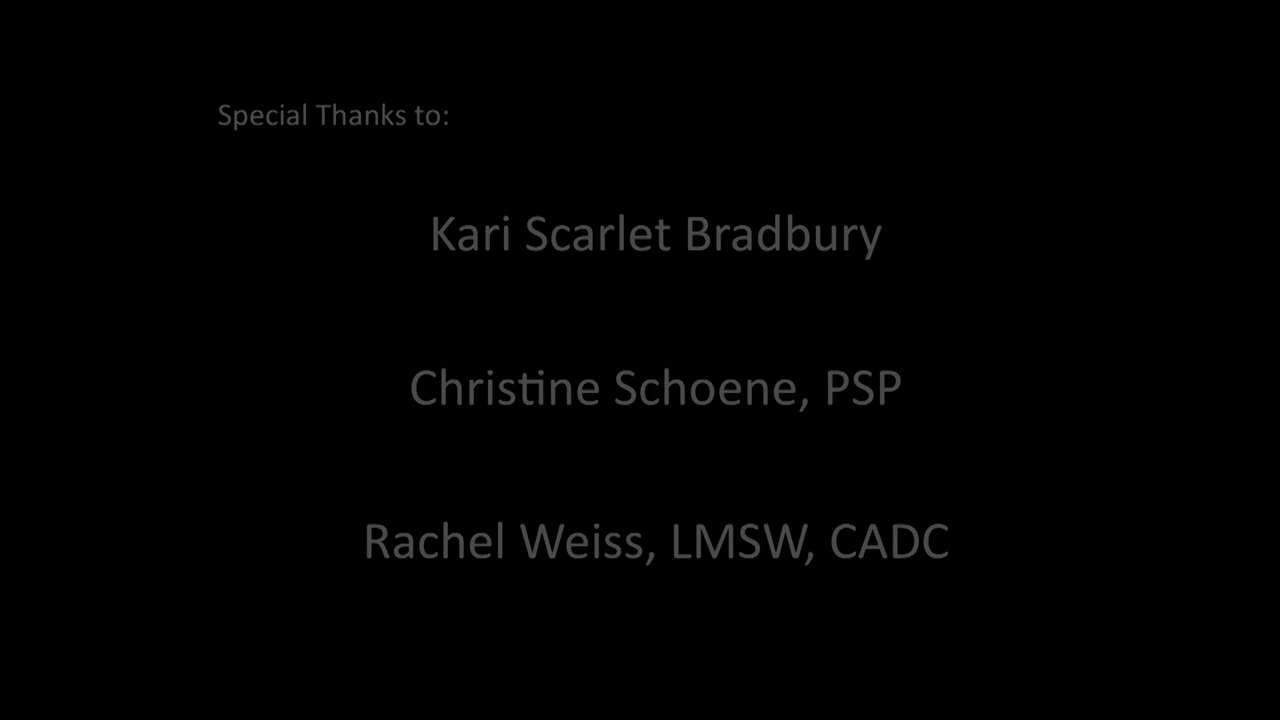 Special Thanks to:
Kari Scarlet Bradbury
Christine Schoene, PSP
Rachel Weiss, LMSW, CADC